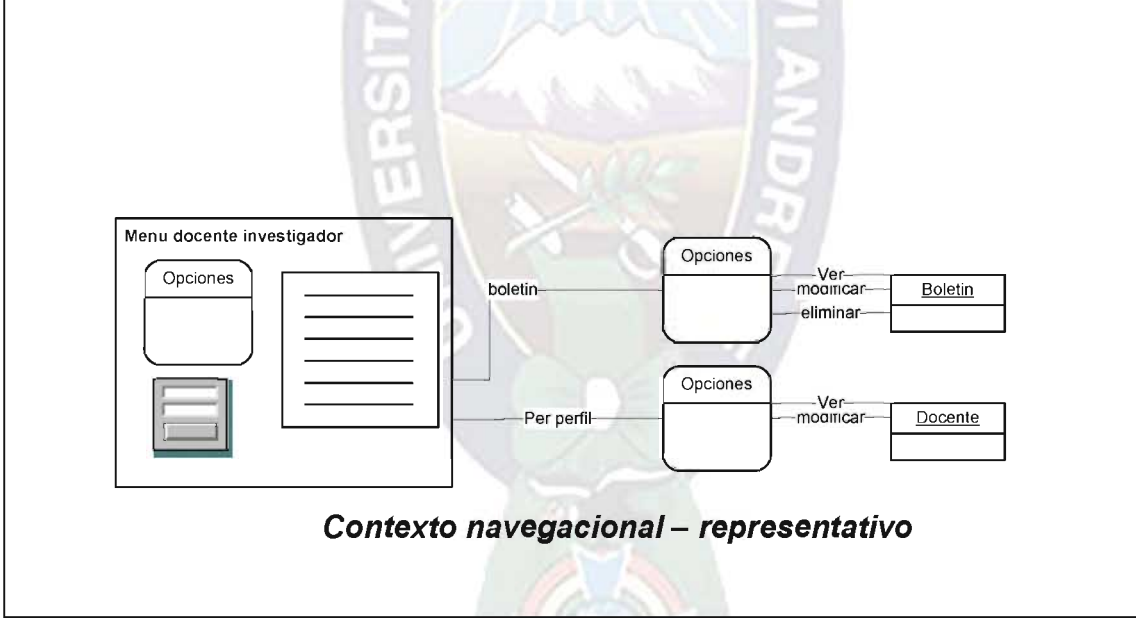 Menu docente investigador
Opciones
boletin
Per perfil
Opciones
Ver
modificar
eliminar
Boletin
Opciones
Ver
modificar
Docente
Contexto navegacional – representativo